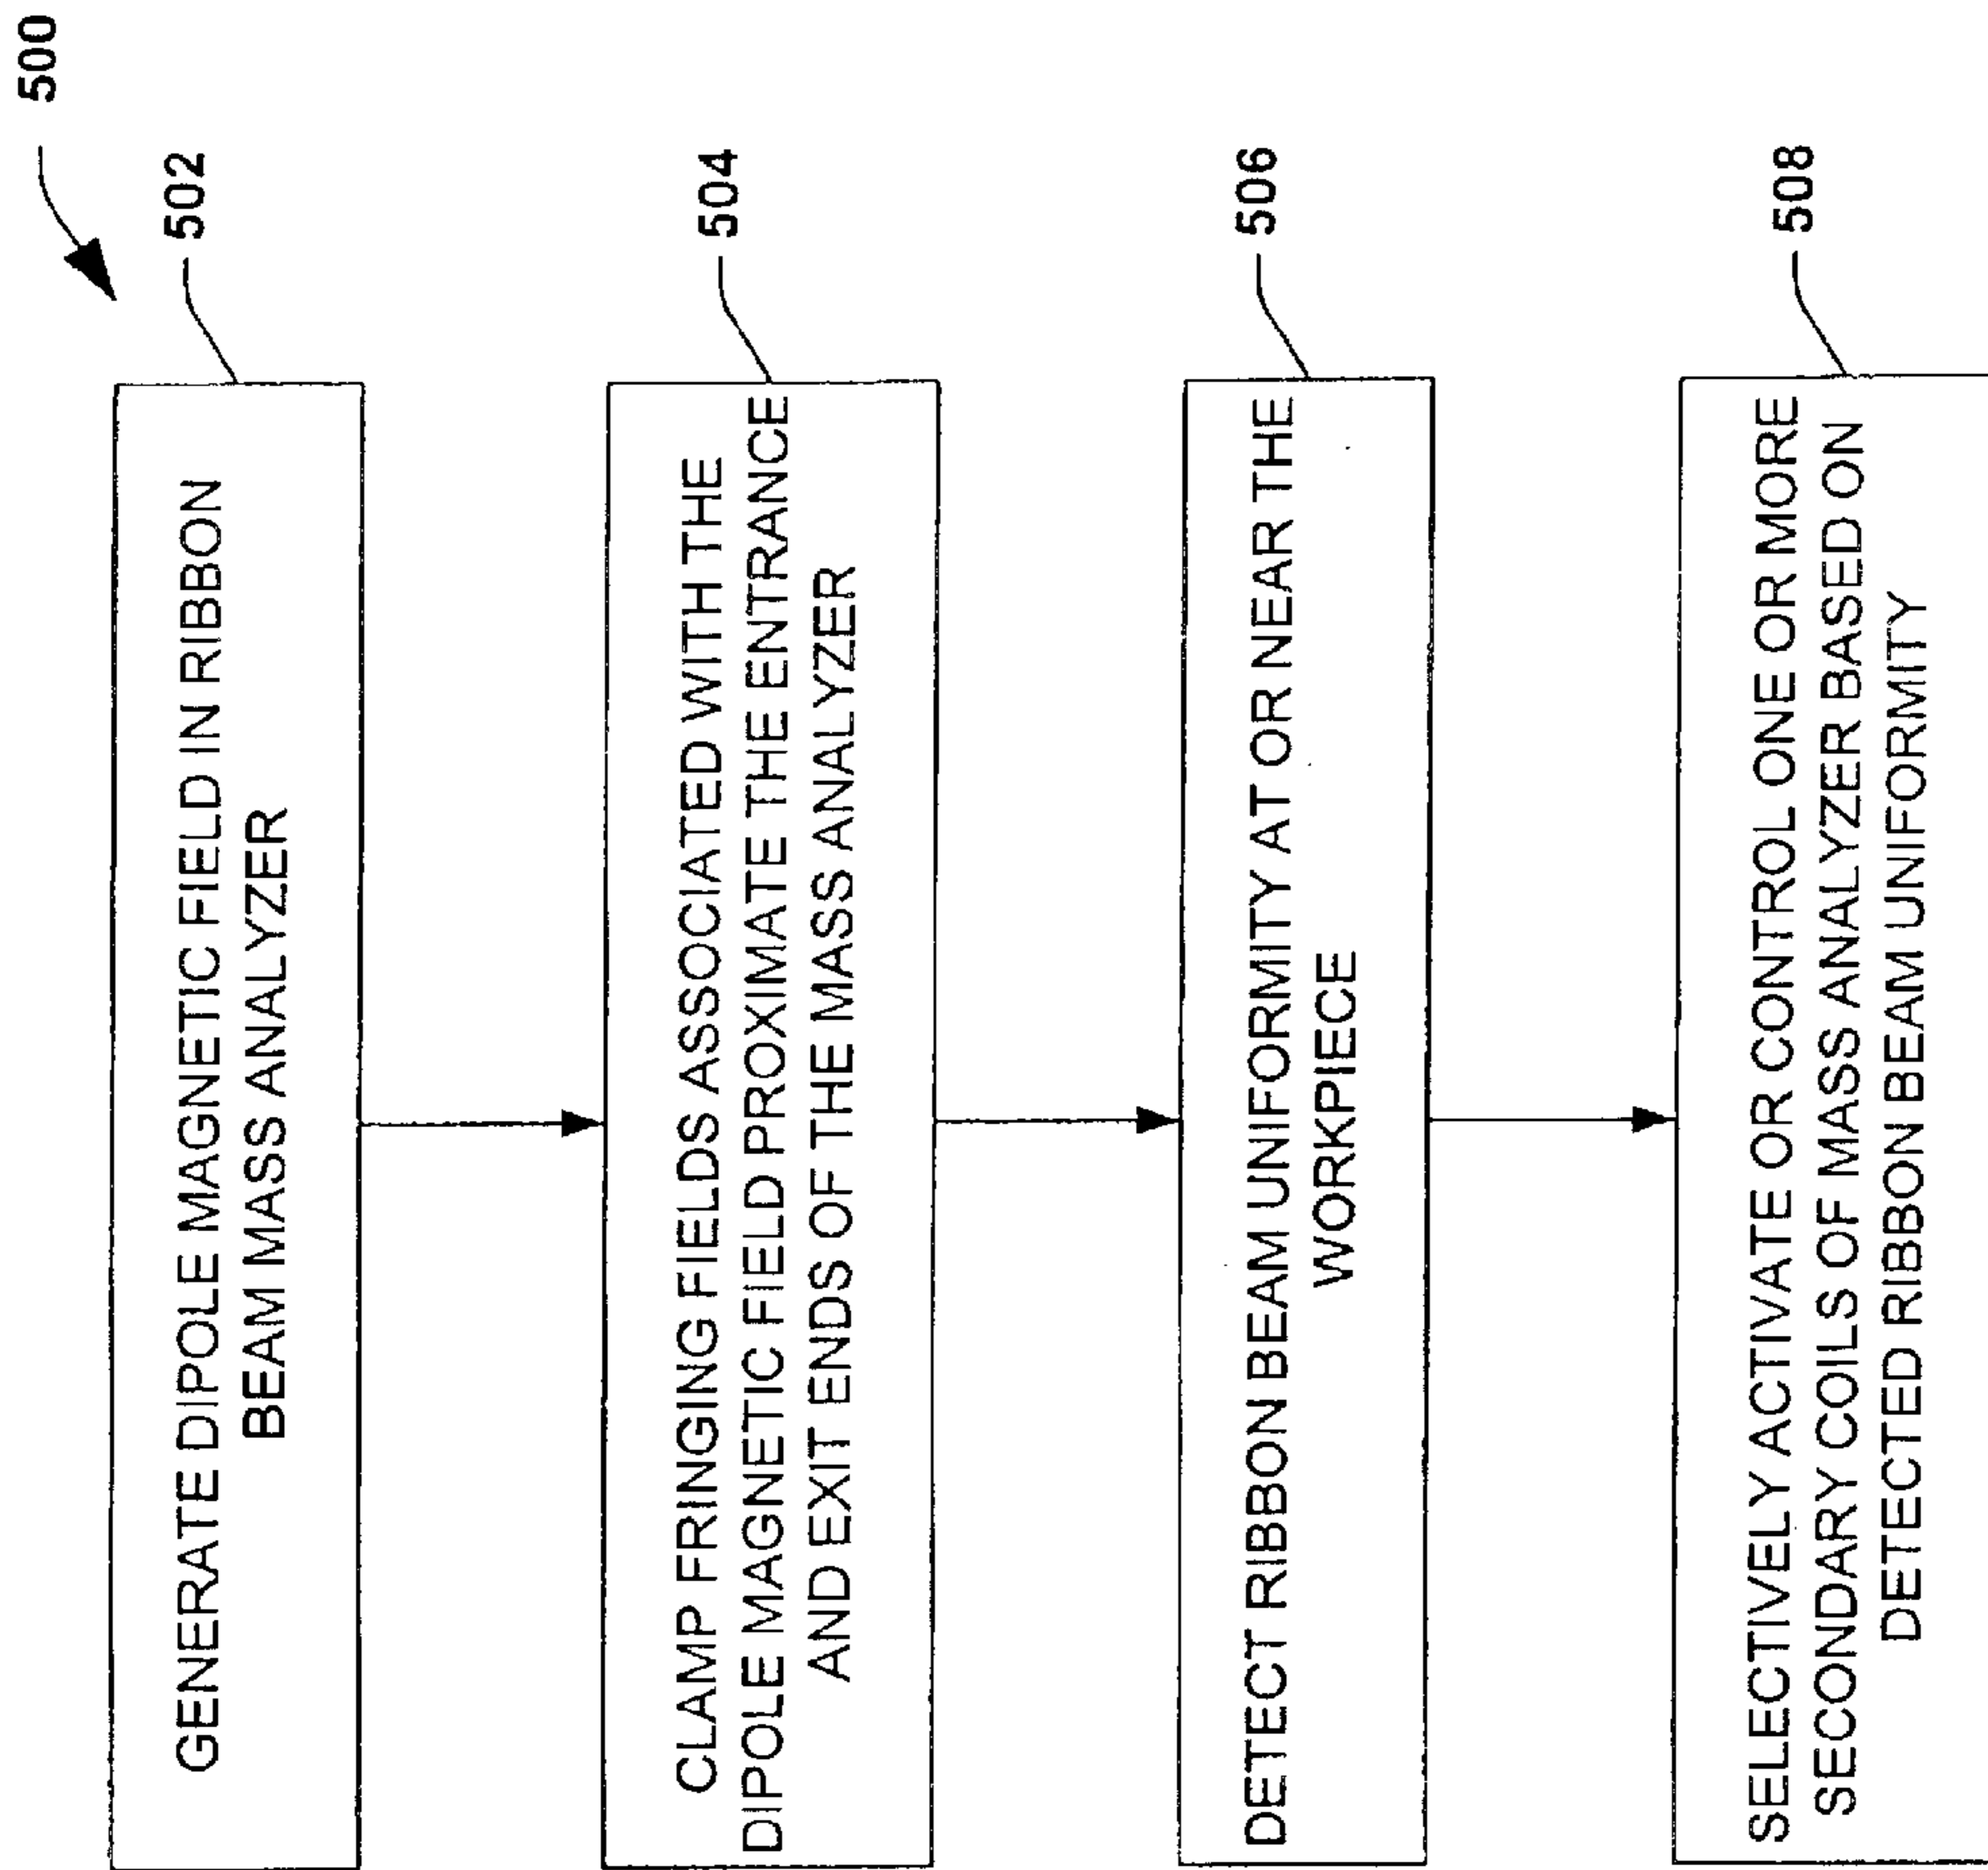 500
502
GENERATE DIPOLE MAGNETIC FIELD IN RIBBON
BEAM MASS ANALYZER
504
CLAMP FRINGING FIELDS ASSOCIATED WITH THE
DIPOLE MAGNETIC FIELD PROXIMATE THE ENTRANCE
AND EXIT ENDS OF THE MASS ANALYZER
506
DETECT RIBBON BEAM UNIFORMITY AT OR NEAR THE
WORKPIECE
508
SELECTIVELY ACTIVATE OR CONTROL ONE OR MORE
SECONDARY COILS OF MASS ANALYZER BASED ON
DETECTED RIBBON BEAM UNIFORMITY